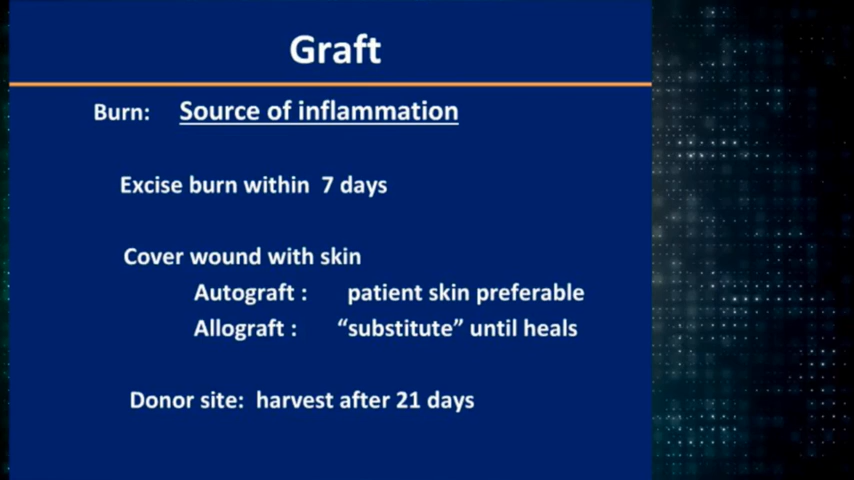 Graft
Burn: Source of inflammation
Excise burn within 7 days
Cover wound with skin
Autograft : patient skin preferable
Allograft : “substitute” until heals
Donor site: harvest after 21 days